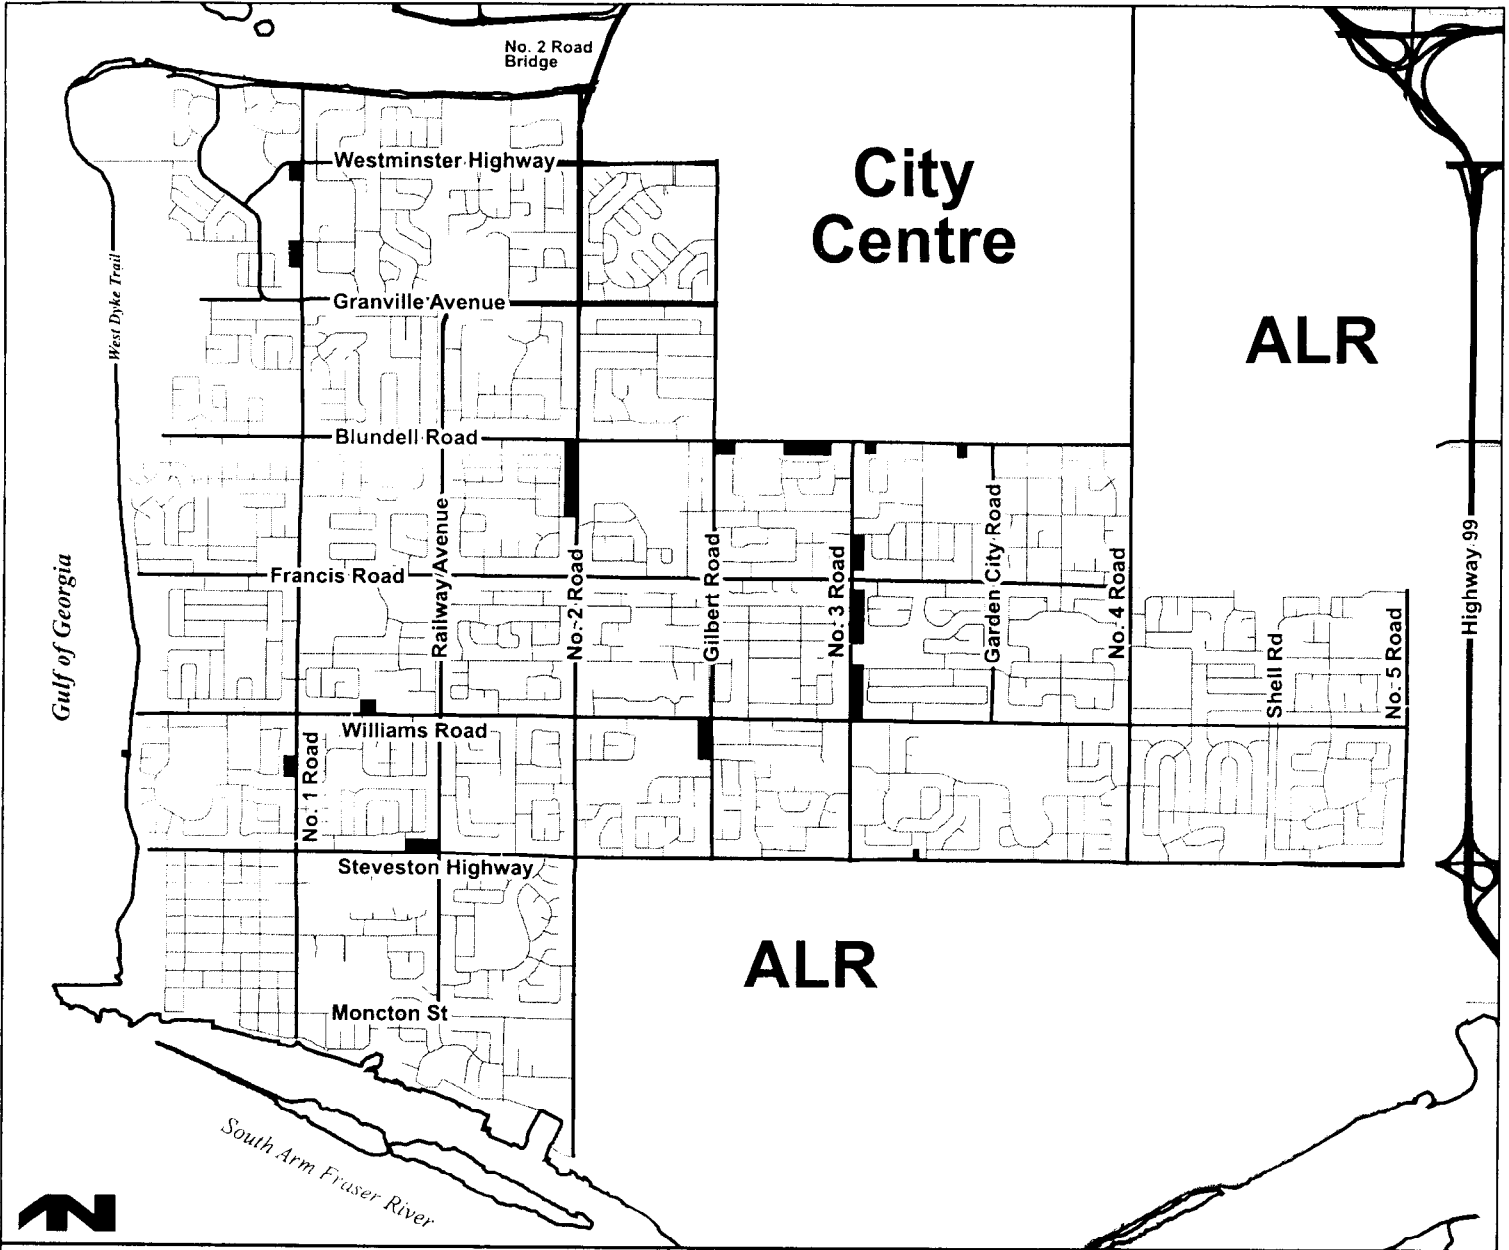 No. 2 Road
Bridge
City
Centre
Westminster Highway
West Dyke Trail
Granville Avenue
ALR
Blundell Road
Gulf of Georgia
Francis Road
Railway Avenue
No. 2 Road
Gilbert Road
No. 3 Road
Garden City Road
No. 4 Road
Shell Rd
No. 5 Road
Highway 99
Williams Road
No. 1 Road
Steveston Highway
ALR
Moncton St
South Arm Fraser River
N